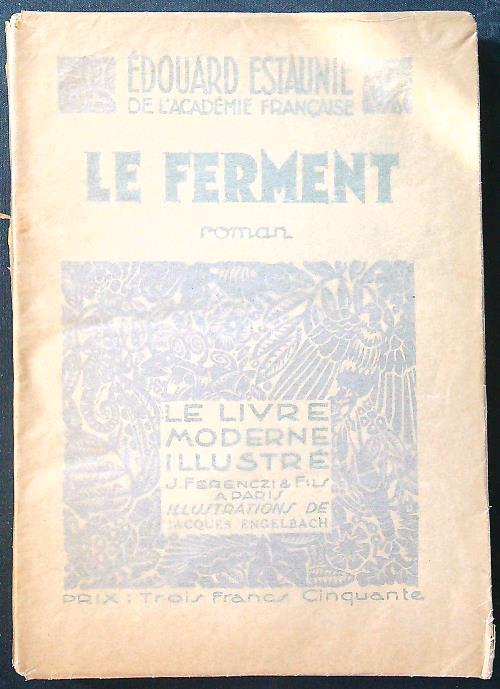 ÉDOUARD ESTAUNIE
DE L'ACADÉMIE FRANÇAISE
LE FERMENT
roman
LE LIVRE
MODERNE
ILLUSTRÉ
J. FERENCZI & FILS
A PARIS
ILLUSTRATIONS DE
JACQUES ENGELBACH
PRIX : Trois Francs Cinquante